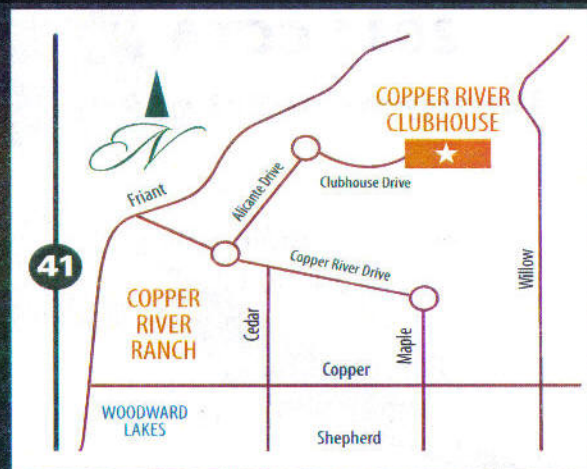 COPPER RIVER
CLUBHOUSE
N
Friant
Alicante Drive
Clubhouse Drive
41
Copper River Drive
Willow
COPPER
RIVER
RANCH
Cedar
Maple
Copper
WOODWARD
LAKES
Shepherd